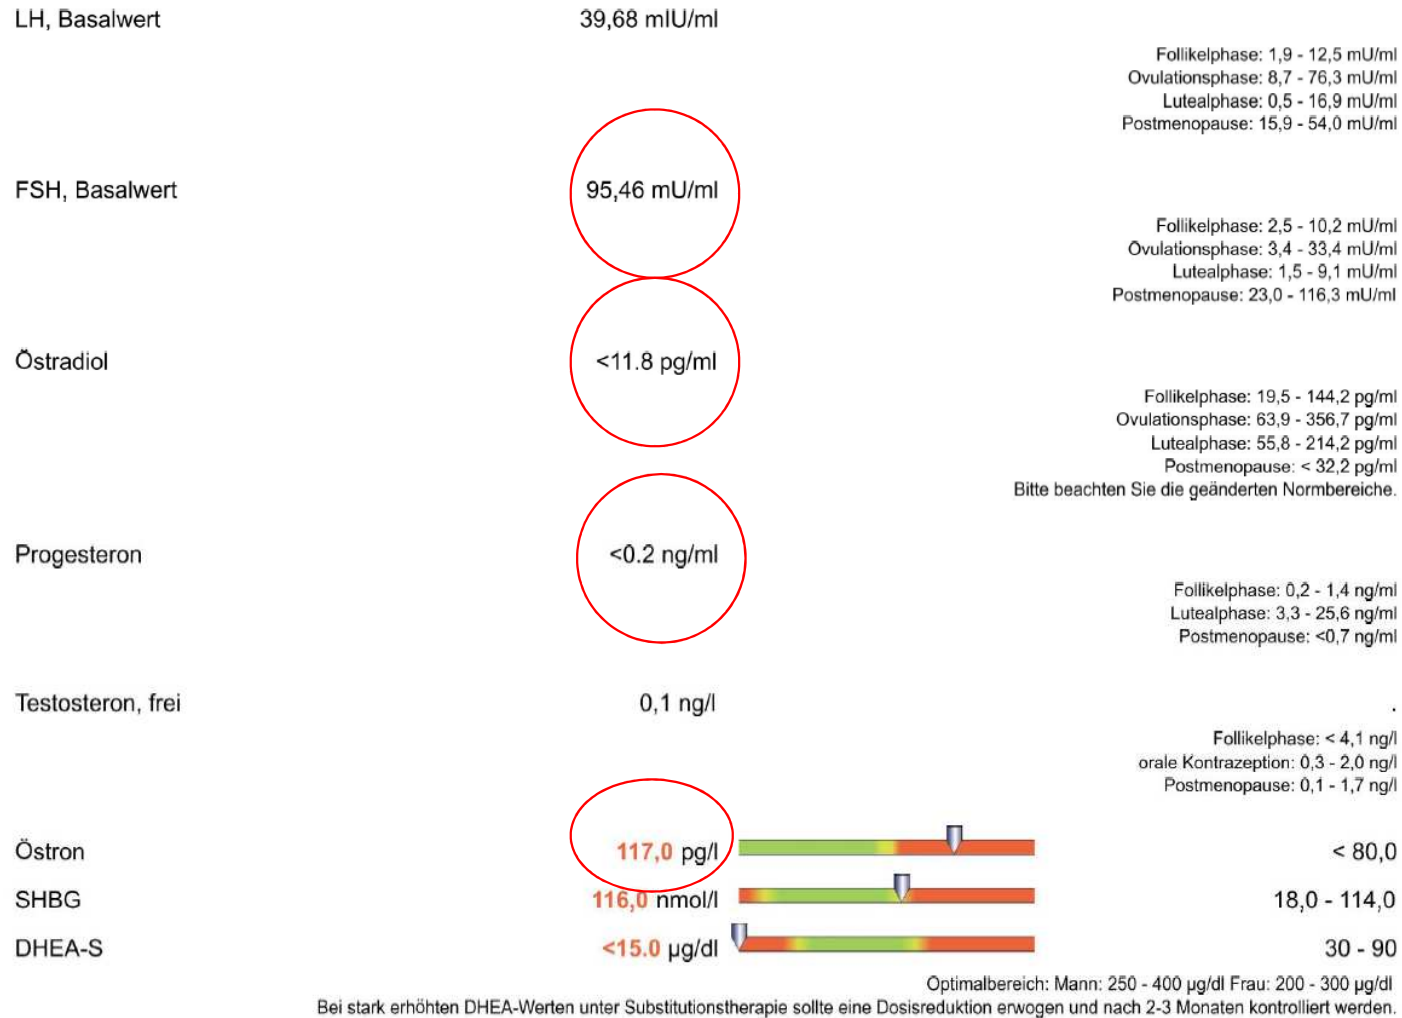 LH, Basalwert 39,68 mIU/ml
Follikelphase: 1,9 - 12,5 mU/ml
Ovulationsphase: 8,7 - 76,3 mU/ml
Lutealphase: 0,5 - 16,9 mU/ml
Postmenopause: 15,9 - 54,0 mU/ml
FSH, Basalwert 95,46 mU/ml
Follikelphase: 2,5 - 10,2 mU/ml
Ovulationsphase: 3,4 - 33,4 mU/ml
Lutealphase: 1,5 - 9,1 mU/ml
Postmenopause: 23,0 - 116,3 mU/ml
Östradiol <11.8 pg/ml
Follikelphase: 19,5 - 144,2 pg/ml
Ovulationsphase: 63,9 - 356,7 pg/ml
Lutealphase: 55,8 - 214,2 pg/ml
Postmenopause: < 32,2 pg/ml
Bitte beachten Sie die geänderten Normbereiche.
Progesteron <0.2 ng/ml
Follikelphase: 0,2 - 1,4 ng/ml
Lutealphase: 3,3 - 25,6 ng/ml
Postmenopause: <0,7 ng/ml
Testosteron, frei 0,1 ng/l .
Follikelphase: < 4,1 ng/l
orale Kontrazeption: 0,3 - 2,0 ng/l
Postmenopause: 0,1 - 1,7 ng/l
Östron 117,0 pg/l < 80,0
SHBG 116,0 nmol/l 18,0 - 114,0
DHEA-S <15.0 µg/dl 30 - 90
Optimalbereich: Mann: 250 - 400 µg/dl Frau: 200 - 300 µg/dl
Bei stark erhöhten DHEA-Werten unter Substitutionstherapie sollte eine Dosisreduktion erwogen und nach 2-3 Monaten kontrolliert werden.